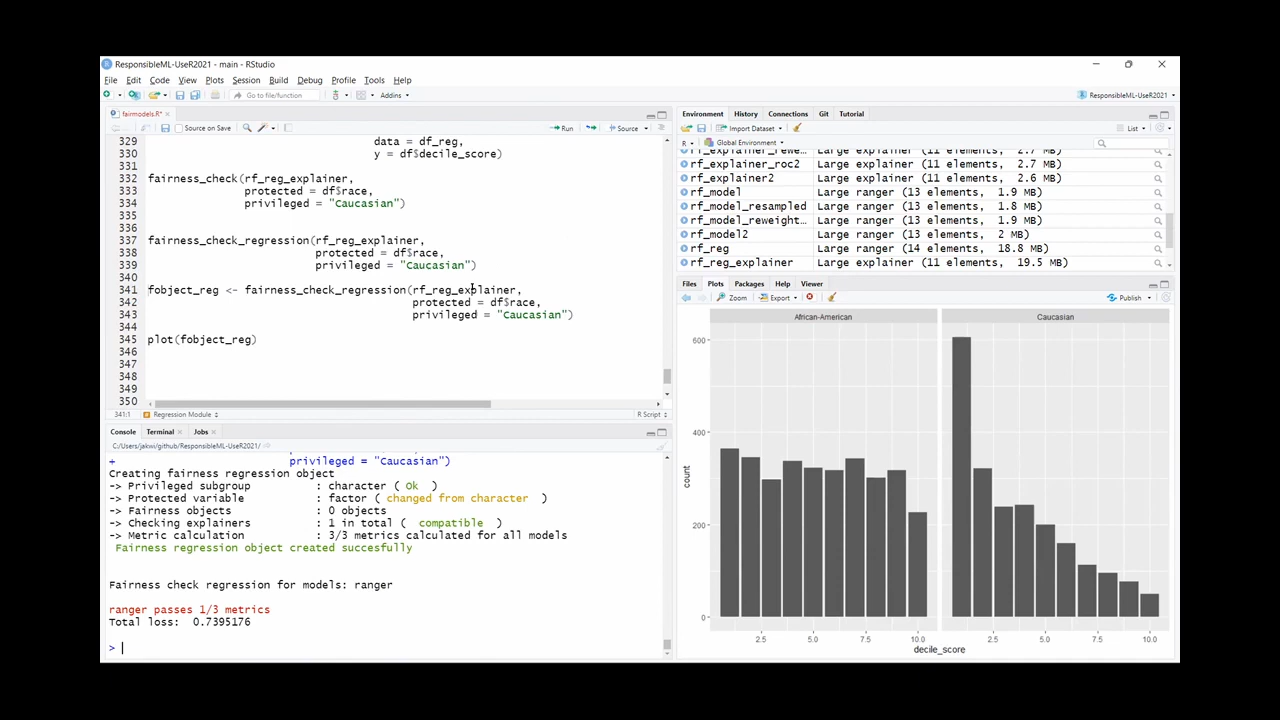 ResponsibleML-UseR2021 - main - RStudio
File Edit Code View Plots Session Build Debug Profile Tools Help
Go to file/function Addins ResponsibleML-UseR2021
fairmodels.R*
Source on Save Run Source
329 data = df_reg,
330 y = df$decile_score)
331
332 fairness_check(rf_reg_explainer,
333 protected = df$race,
334 privileged = "Caucasian")
335
336
337 fairness_check_regression(rf_reg_explainer,
338 protected = df$race,
339 privileged = "Caucasian")
340
341 fobject_reg <- fairness_check_regression(rf_reg_explainer,
342 protected = df$race,
343 privileged = "Caucasian")
344
345 plot(fobject_reg)
346
347
348
349
350
341:1 Regression Module R Script
Console Terminal Jobs
C:/Users/jakwi/github/ResponsibleML-UseR2021/
+ privileged = "Caucasian")
Creating fairness regression object
-> Privileged subgroup : character ( Ok )
-> Protected variable : factor ( changed from character )
-> Fairness objects : 0 objects
-> Checking explainers : 1 in total ( compatible )
-> Metric calculation : 3/3 metrics calculated for all models
Fairness regression object created succesfully
Fairness check regression for models: ranger
ranger passes 1/3 metrics
Total loss: 0.7395176
>
Environment History Connections Git Tutorial
Import Dataset List
R Global Environment
rf_explainer_rewe... Large explainer (11 elements, 2.7 MB)
rf_explainer_roc2 Large explainer (11 elements, 2.7 MB)
rf_explainer2 Large explainer (11 elements, 2.6 MB)
rf_model Large ranger (13 elements, 1.9 MB)
rf_model_resampled Large ranger (13 elements, 1.8 MB)
rf_model_reweight... Large ranger (13 elements, 1.9 MB)
rf_model2 Large ranger (13 elements, 2 MB)
rf_reg Large ranger (14 elements, 18.8 MB)
rf_reg_explainer Large explainer (11 elements, 19.5 MB)
Files Plots Packages Help Viewer
Zoom Export Publish
African-American Caucasian
600
400
200
0
count
2.5 5.0 7.5 10.0 2.5 5.0 7.5 10.0
decile_score